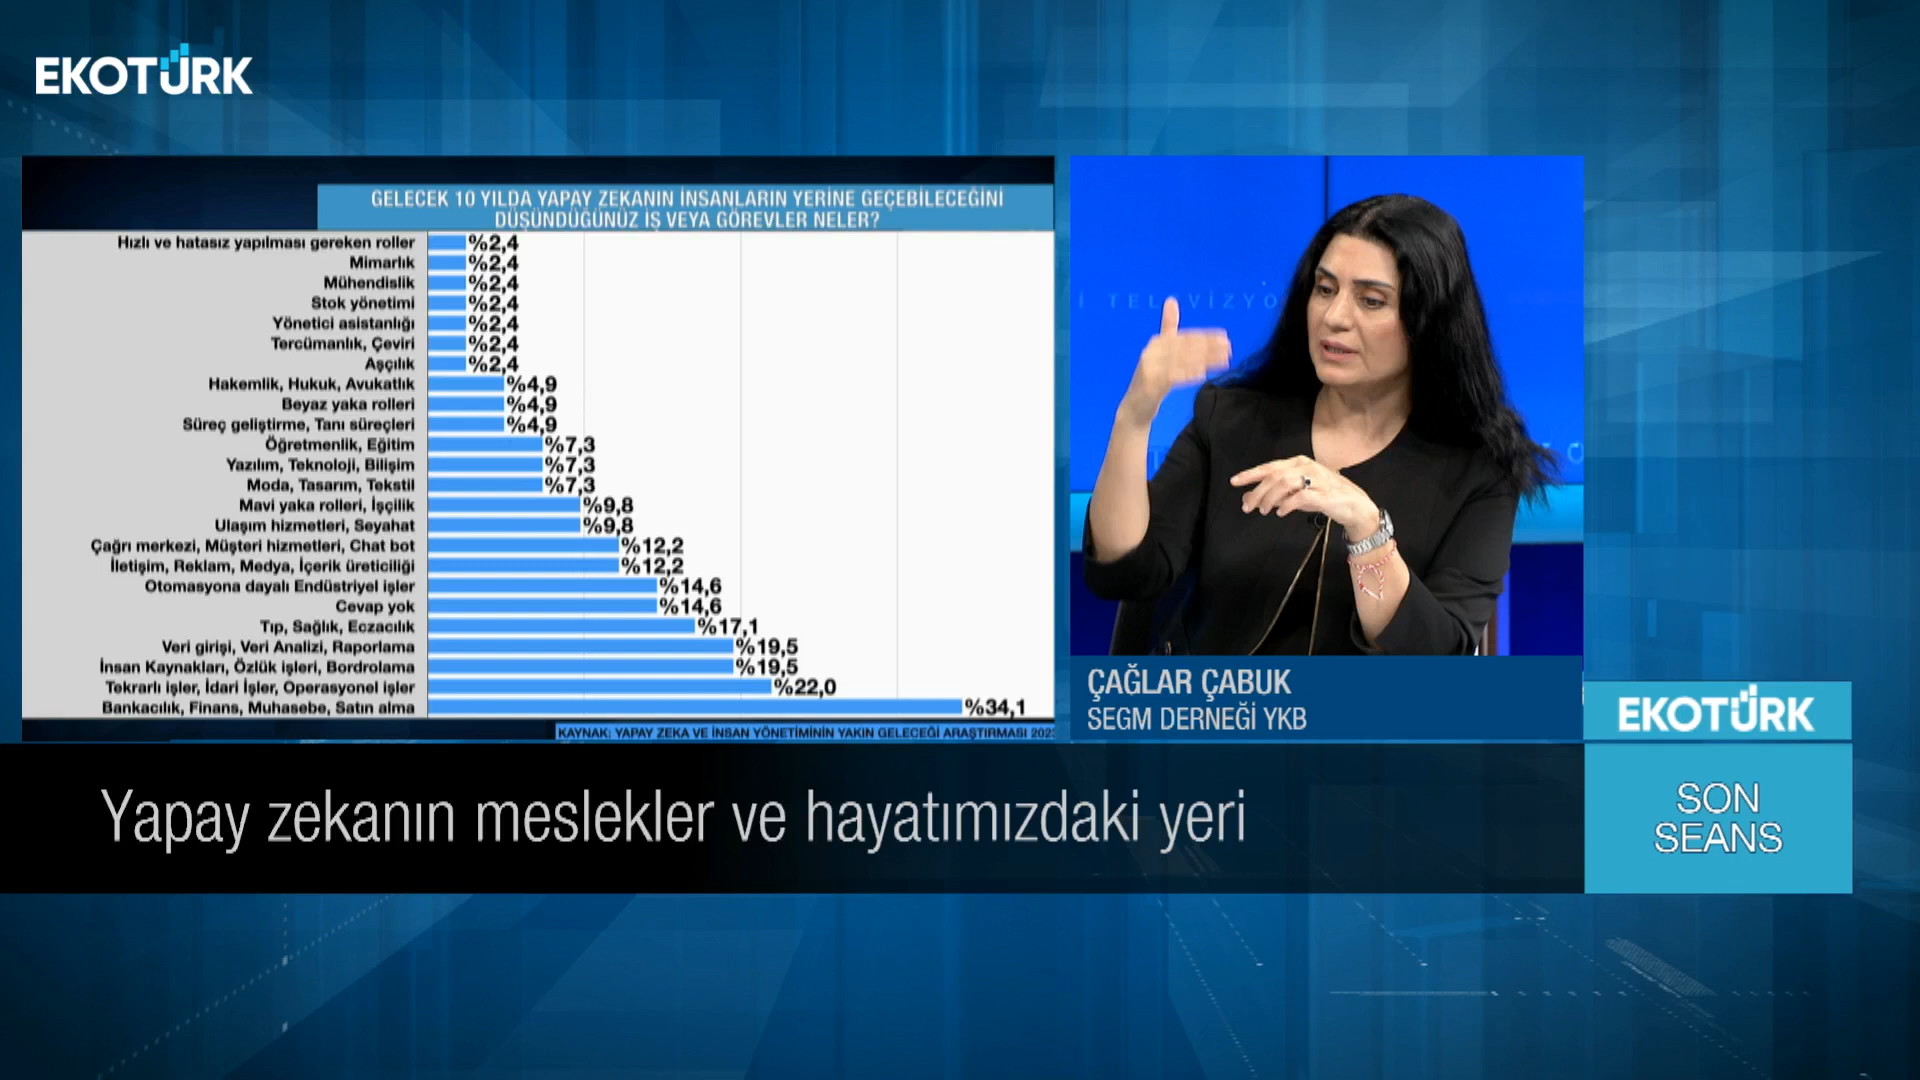 EKOTÜRK
GELECEK 10 YILDA YAPAY ZEKANIN İNSANLARIN YERİNE GEÇEBİLECEĞİNİ
DÜŞÜNDÜĞÜNÜZ İŞ VEYA GÖREVLER NELER?
Hızlı ve hatasız yapılması gereken roller %2,4
Mimarlık %2,4
Mühendislik %2,4
Stok yönetimi %2,4
Yönetici asistanlığı %2,4
Tercümanlık, Çeviri %2,4
Aşçılık %2,4
Hakemlik, Hukuk, Avukatlık %4,9
Beyaz yaka rolleri %4,9
Süreç geliştirme, Tanı süreçleri %4,9
Öğretmenlik, Eğitim %7,3
Yazılım, Teknoloji, Bilişim %7,3
Moda, Tasarım, Tekstil %7,3
Mavi yaka rolleri, İşçilik %9,8
Ulaşım hizmetleri, Seyahat %9,8
Çağrı merkezi, Müşteri hizmetleri, Chat bot %12,2
İletişim, Reklam, Medya, İçerik üreticiliği %12,2
Otomasyona dayalı Endüstriyel işler %14,6
Cevap yok %14,6
Tıp, Sağlık, Eczacılık %17,1
Veri girişi, Veri Analizi, Raporlama %19,5
İnsan Kaynakları, Özlük işleri, Bordrolama %19,5
Tekrarlı işler, İdari İşler, Operasyonel işler %22,0
Bankacılık, Finans, Muhasebe, Satın alma %34,1
KAYNAK: YAPAY ZEKA VE İNSAN YÖNETİMİNİN YAKIN GELECEĞİ ARAŞTIRMASI
ÇAĞLAR ÇABUK
SEGM DERNEĞİ YKB
EKOTÜRK
Yapay zekanın meslekler ve hayatımızdaki yeri
SON
SEANS